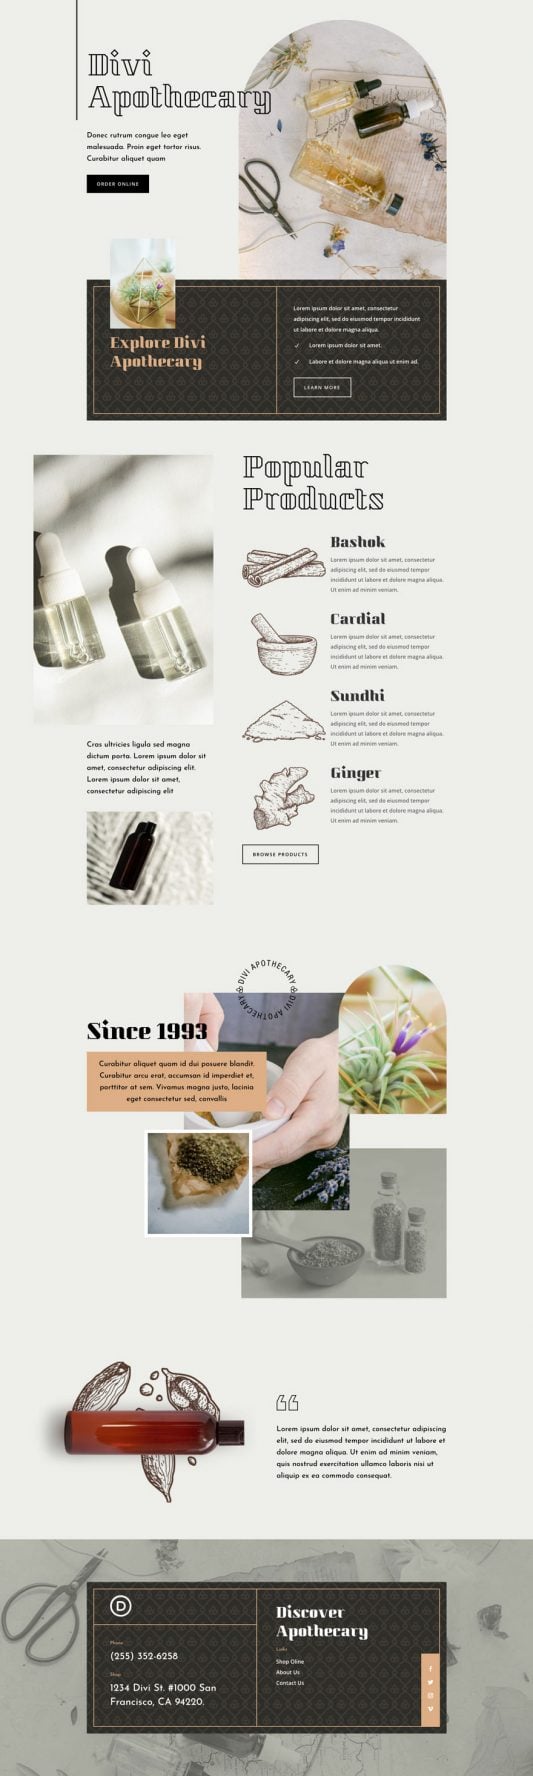 Divi
Apothecary
Donec rutrum congue leo eget
malesuada. Proin eget tortor risus.
Curabitur aliquet quam
ORDER ONLINE
Explore Divi
Apothecary
Lorem ipsum dolor sit amet, consectetur
adipiscing elit, sed do eiusmod tempor incididunt
ut labore et dolore magna aliqua.
Lorem ipsum dolor sit amet.
Labore et dolore magna aliqua ut enim ad.
LEARN MORE
Popular
Products
Bashok
Lorem ipsum dolor sit amet, consectetur
adipiscing elit, sed do eiusmod tempor
incididunt ut labore et dolore magna aliqua.
Ut enim ad minim veniam.
Cardial
Lorem ipsum dolor sit amet, consectetur
adipiscing elit, sed do eiusmod tempor
incididunt ut labore et dolore magna aliqua.
Ut enim ad minim veniam.
Sundhi
Lorem ipsum dolor sit amet, consectetur
adipiscing elit, sed do eiusmod tempor
incididunt ut labore et dolore magna aliqua.
Ut enim ad minim veniam.
Ginger
Lorem ipsum dolor sit amet, consectetur
adipiscing elit, sed do eiusmod tempor
incididunt ut labore et dolore magna aliqua.
Ut enim ad minim veniam.
BROWSE PRODUCTS
Cras ultricies ligula sed magna
dictum porta. Lorem ipsum dolor sit
amet, consectetur adipiscing elit.
Lorem ipsum dolor sit amet,
consectetur adipiscing elit
DIVI APOTHECARY
DIVI APOTHECARY
Since 1993
Curabitur aliquet quam id dui posuere blandit.
Curabitur arcu erat, accumsan id imperdiet et,
porttitor at sem. Vivamus magna justo, lacinia
eget consectetur sed, convallis
Lorem ipsum dolor sit amet, consectetur adipiscing
elit, sed do eiusmod tempor incididunt ut labore et
dolore magna aliqua. Ut enim ad minim veniam,
quis nostrud exercitation ullamco laboris nisi ut
aliquip ex ea commodo consequat.
D
Phone
(255) 352-6258
Shop
1234 Divi St. #1000 San
Francisco, CA 94220.
Discover
Apothecary
Links
Shop Oline
About Us
Contact Us